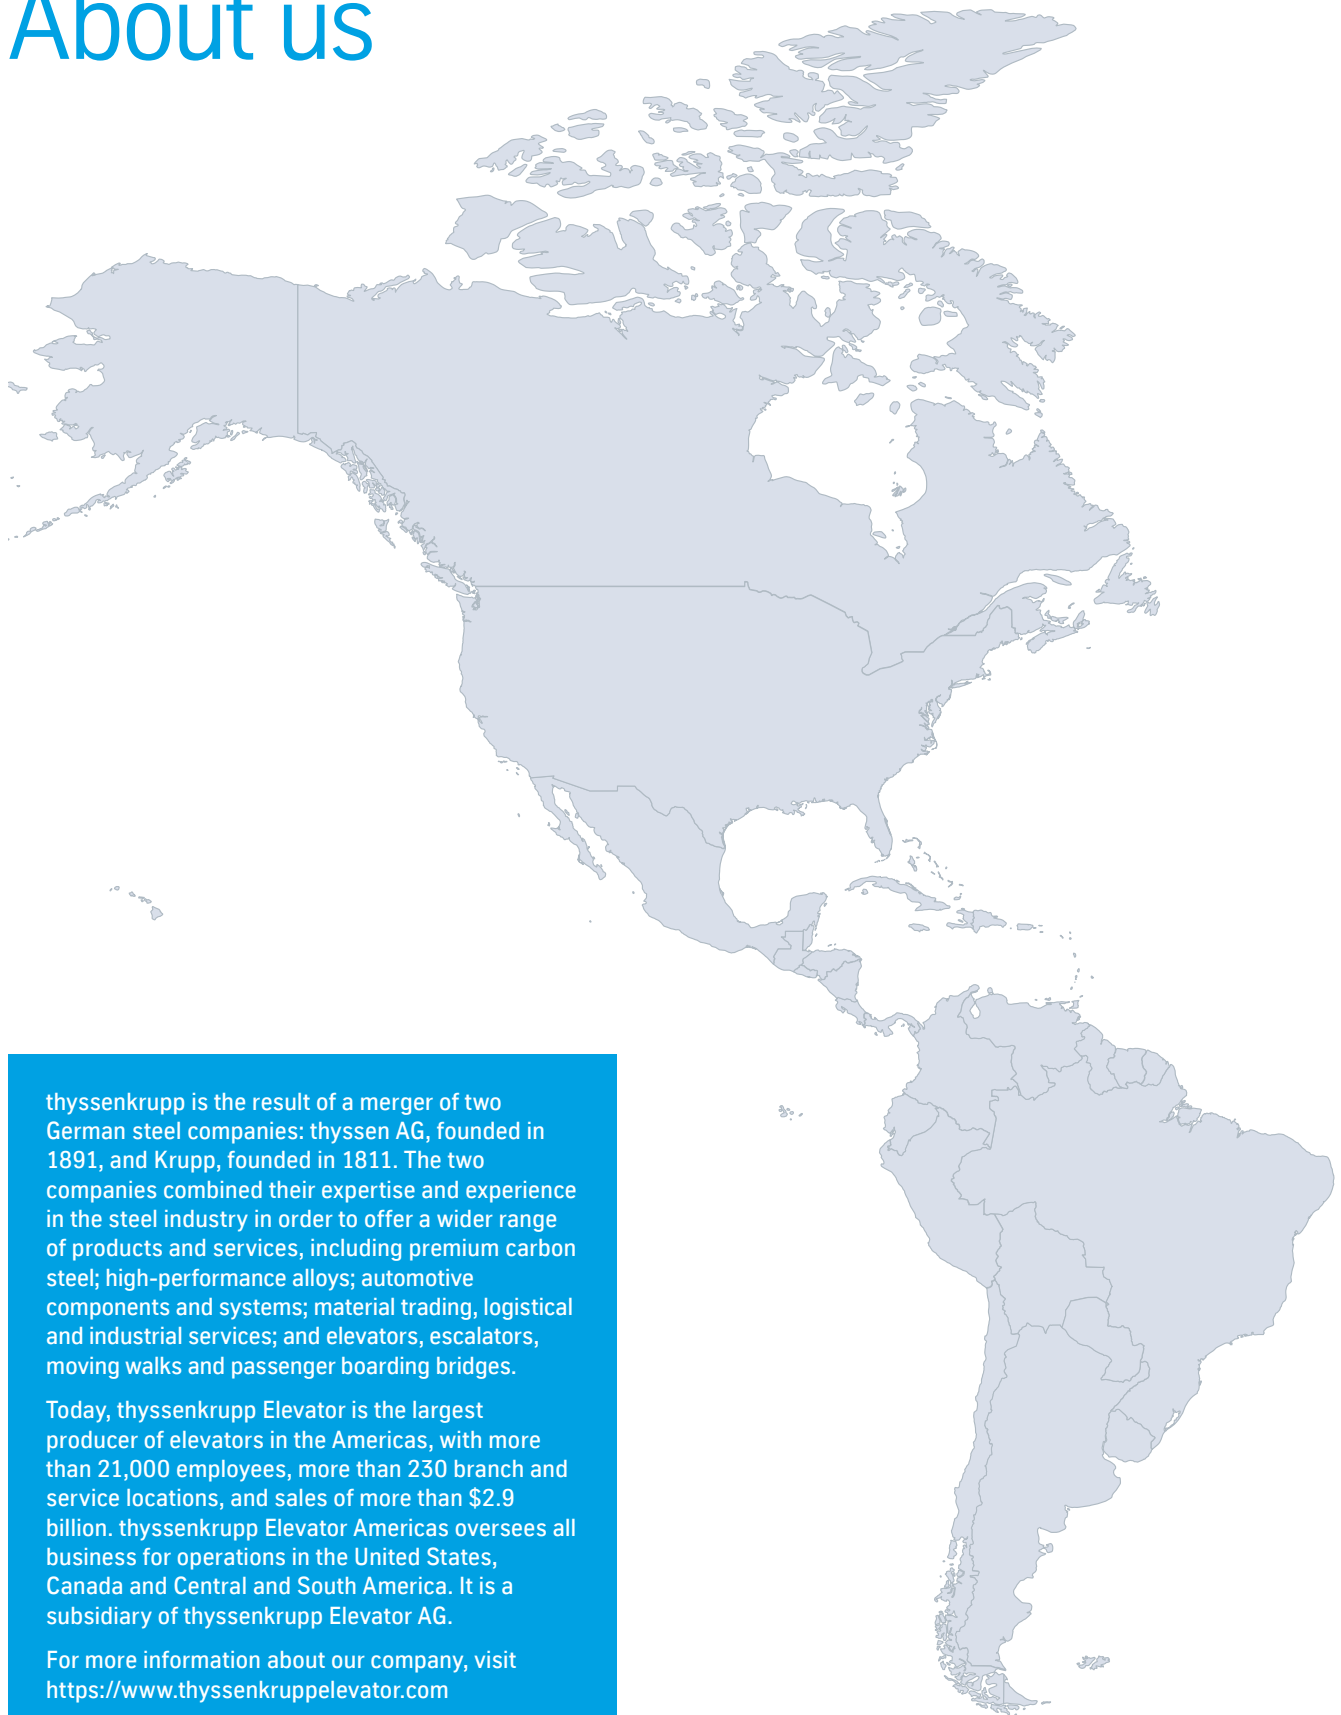 About us
thyssenkrupp is the result of a merger of two
German steel companies: thyssen AG, founded in
1891, and Krupp, founded in 1811. The two
companies combined their expertise and experience
in the steel industry in order to offer a wider range
of products and services, including premium carbon
steel; high-performance alloys; automotive
components and systems; material trading, logistical
and industrial services; and elevators, escalators,
moving walks and passenger boarding bridges.
Today, thyssenkrupp Elevator is the largest
producer of elevators in the Americas, with more
than 21,000 employees, more than 230 branch and
service locations, and sales of more than $2.9
billion. thyssenkrupp Elevator Americas oversees all
business for operations in the United States,
Canada and Central and South America. It is a
subsidiary of thyssenkrupp Elevator AG.
For more information about our company, visit
https://www.thyssenkruppelevator.com